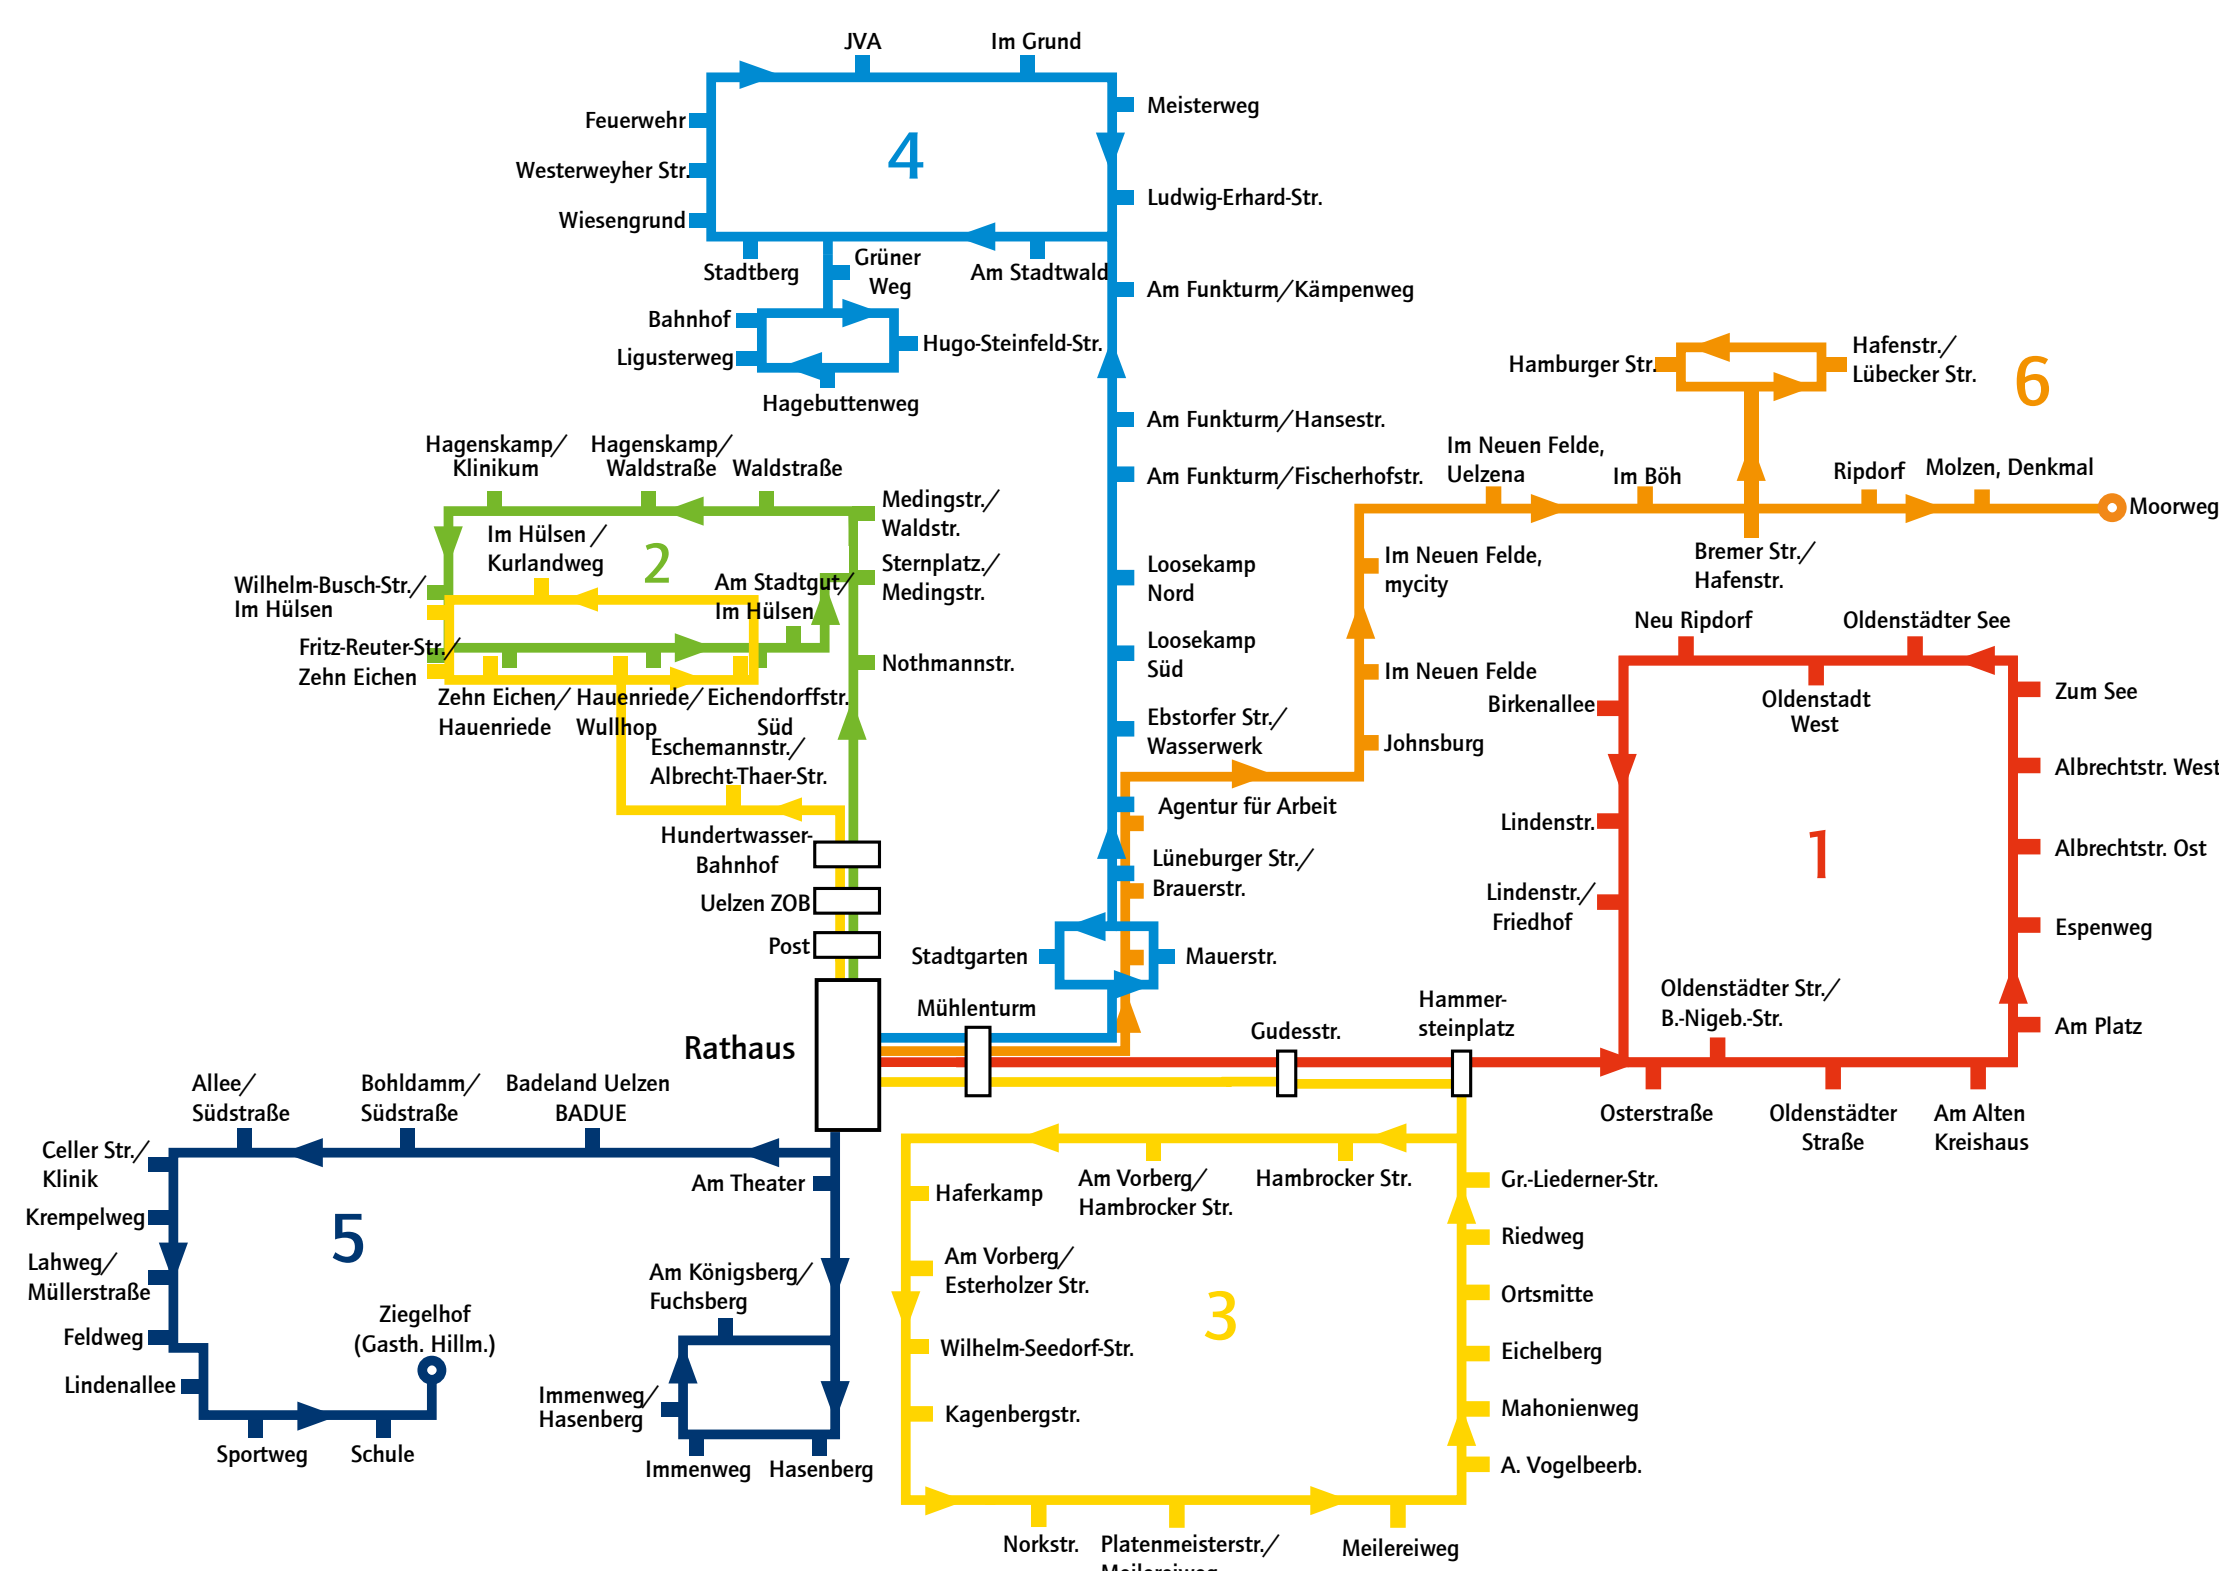 JVA
Im Grund
Meisterweg
Feuerwehr
4
Westerweyher Str.
Ludwig-Erhard-Str.
Wiesengrund
Stadtberg
Grüner
Weg
Am Stadtwald
Am Funkturm/Kämpenweg
Bahnhof
Ligusterweg
Hugo-Steinfeld-Str.
Hagebuttenweg
Am Funkturm/Hansestr.
Am Funkturm/Fischerhofstr.
Hamburger Str.
Hafenstr./
Lübecker Str.
6
Im Neuen Felde,
Uelzena
Im Böh
Ripdorf
Molzen, Denkmal
Moorweg
Bremer Str./
Hafenstr.
Im Neuen Felde,
mycity
Im Neuen Felde
Johnsburg
Hagenskamp/
Klinikum
Hagenskamp/
Waldstraße
Waldstraße
Medingstr./
Waldstr.
Im Hülsen /
Kurlandweg
2
Sternplatz./
Medingstr.
Wilhelm-Busch-Str./
Im Hülsen
Am Stadtgut/
Im Hülsen
Fritz-Reuter-Str./
Zehn Eichen
Nothmannstr.
Zehn Eichen/
Hauenriede
Hauenriede/
Wullhop
Eichendorffstr.
Süd
Eschemannstr./
Albrecht-Thaer-Str.
Loosekamp
Nord
Loosekamp
Süd
Ebstorfer Str./
Wasserwerk
Agentur für Arbeit
Lüneburger Str./
Brauerstr.
Stadtgarten
Mauerstr.
Hundertwasser-
Bahnhof
Uelzen ZOB
Post
Rathaus
Mühlenturm
Gudesstr.
Hammer-
steinplatz
Neu Ripdorf
Oldenstädter See
Birkenallee
Oldenstadt
West
Zum See
Albrechtstr. West
Lindenstr.
1
Albrechtstr. Ost
Lindenstr./
Friedhof
Espenweg
Oldenstädter Str./
B.-Nigeb.-Str.
Am Platz
Osterstraße
Oldenstädter
Straße
Am Alten
Kreishaus
Allee/
Südstraße
Bohldamm/
Südstraße
Badeland Uelzen
BADUE
Celler Str./
Klinik
Am Theater
Krempelweg
5
Lahweg/
Müllerstraße
Feldweg
Ziegelhof
(Gasth. Hillm.)
Lindenallee
Sportweg
Schule
Am Königsberg/
Fuchsberg
Immenweg/
Hasenberg
Immenweg
Hasenberg
Haferkamp
Am Vorberg/
Hambrocker Str.
Hambrocker Str.
Gr.-Liederner-Str.
Am Vorberg/
Esterholzer Str.
3
Riedweg
Ortsmitte
Wilhelm-Seedorf-Str.
Eichelberg
Kagenbergstr.
Mahonienweg
A. Vogelbeerb.
Norkstr.
Platenmeisterstr./
Meilereiweg
Meilereiweg